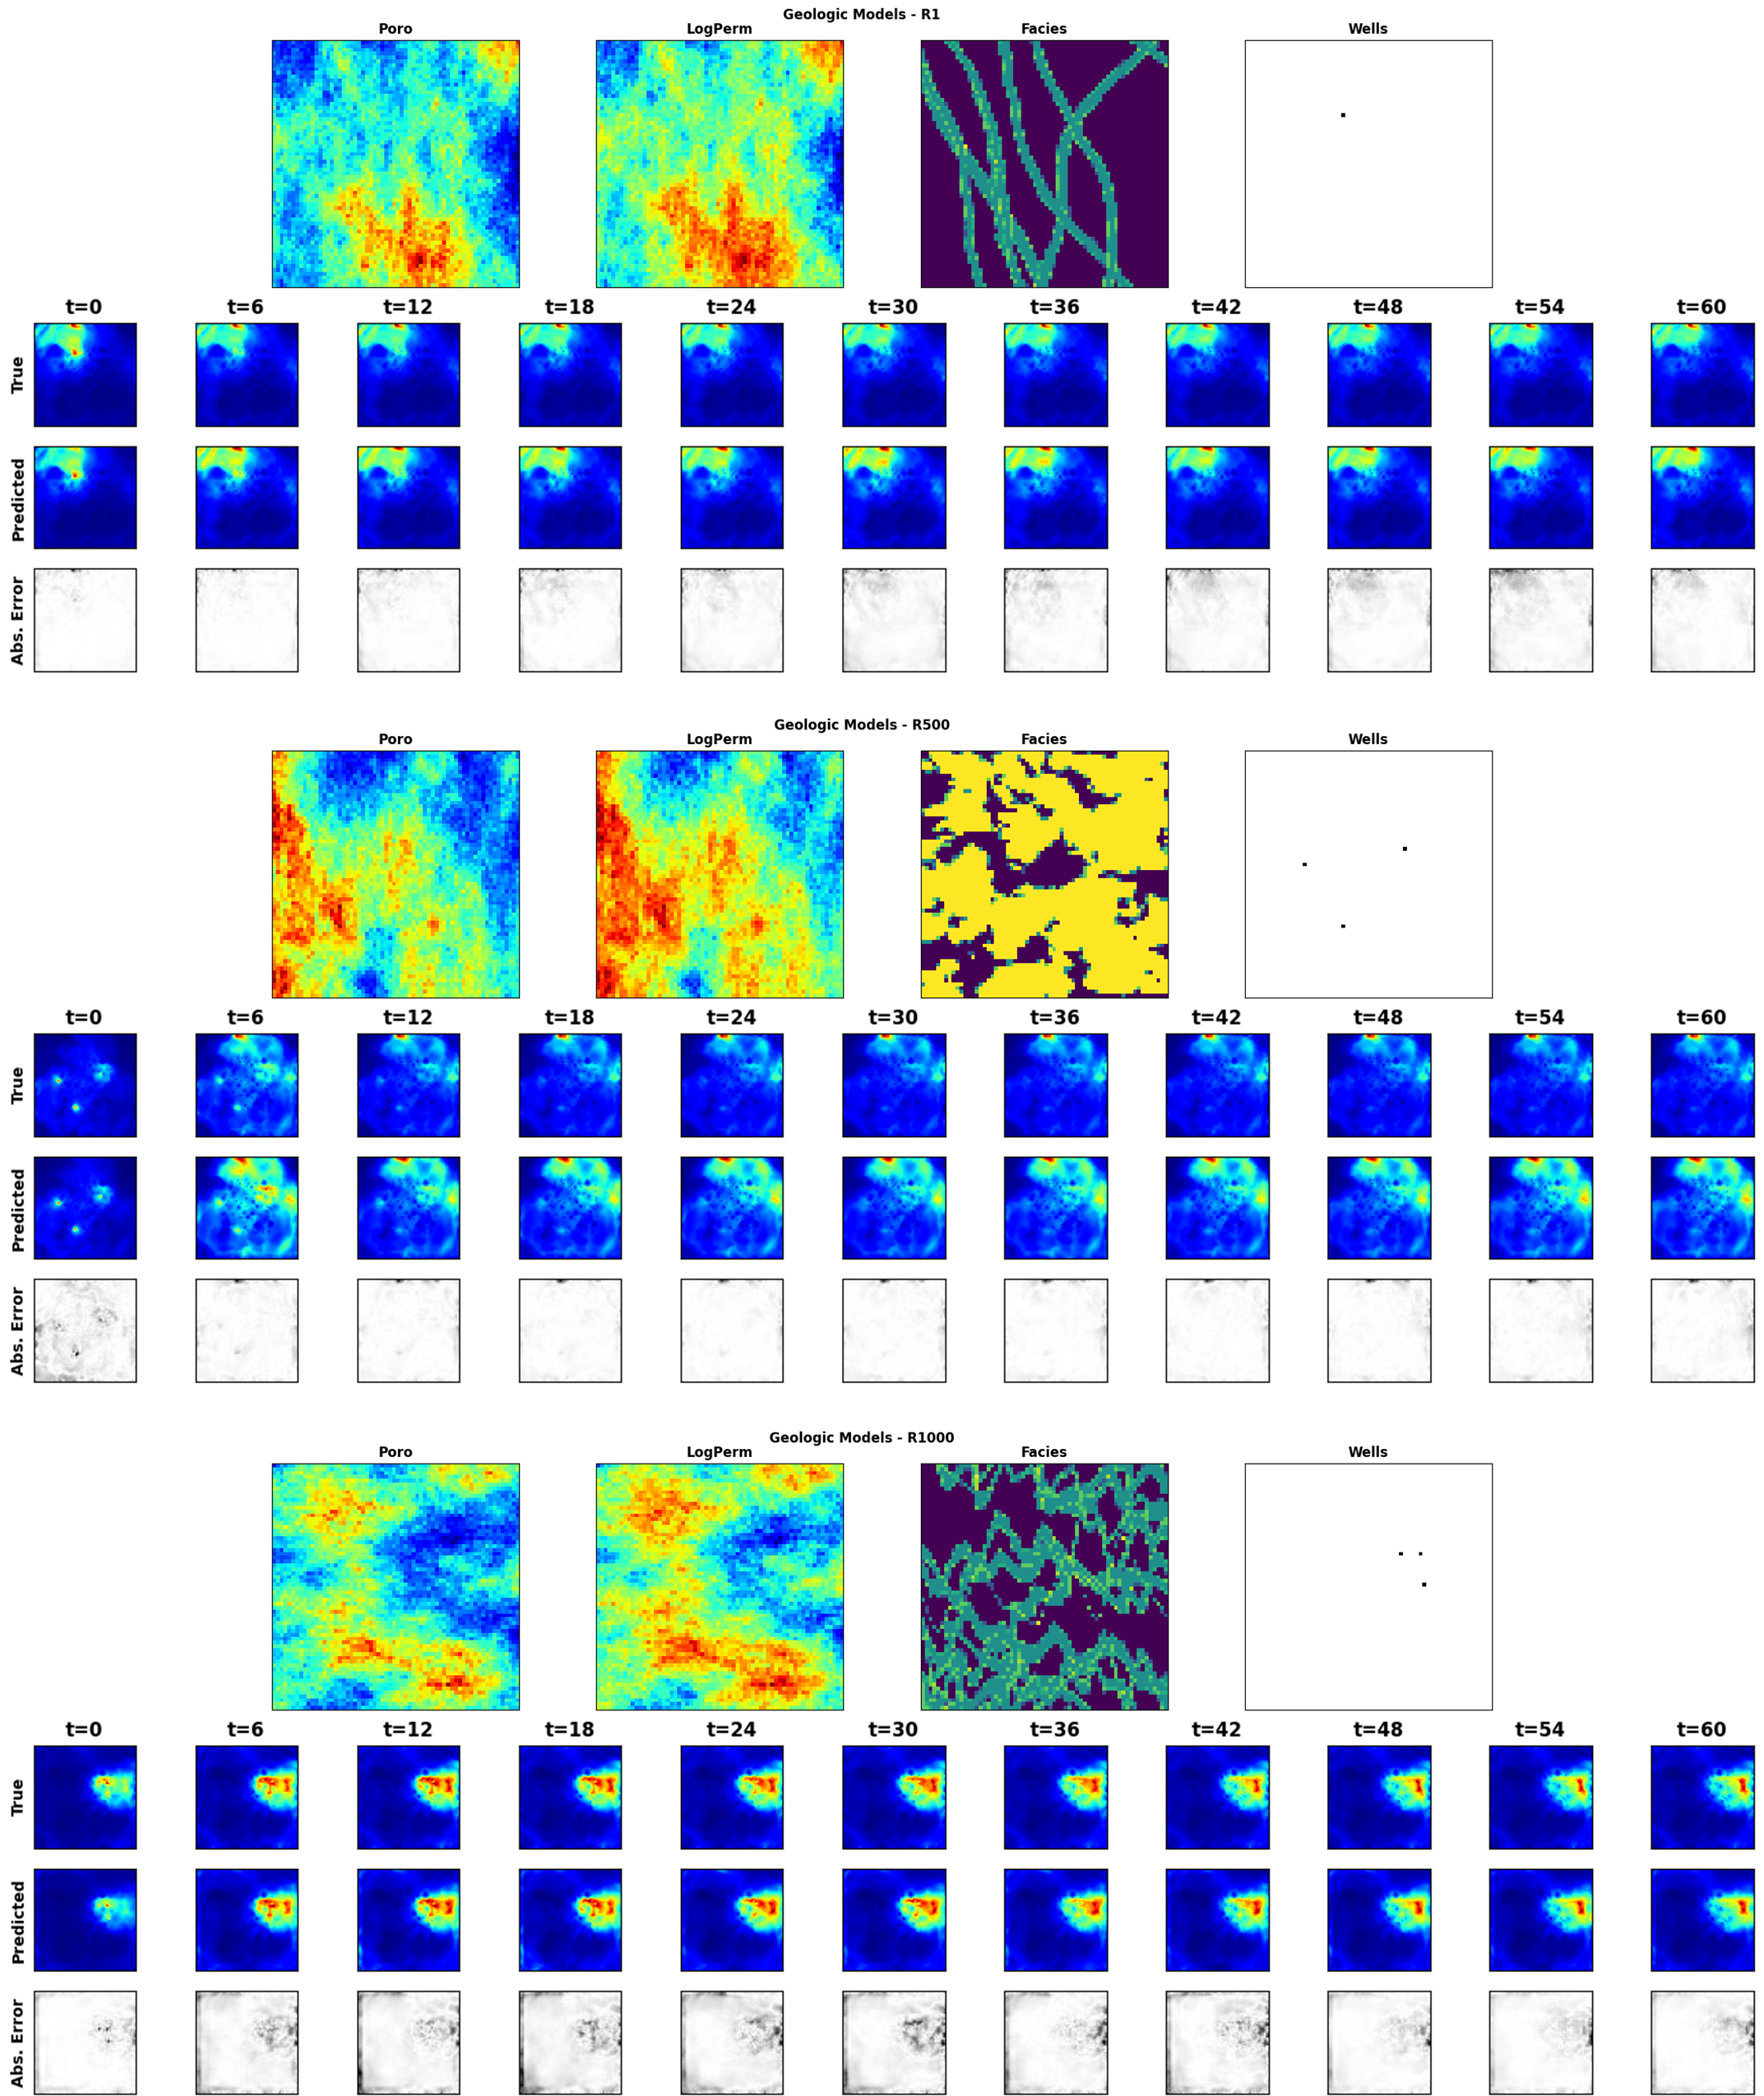 Geologic Models - R1
Poro LogPerm Facies Wells
t=0 t=6 t=12 t=18 t=24 t=30 t=36 t=42 t=48 t=54 t=60
True
Predicted
Abs. Error
Geologic Models - R500
Poro LogPerm Facies Wells
t=0 t=6 t=12 t=18 t=24 t=30 t=36 t=42 t=48 t=54 t=60
True
Predicted
Abs. Error
Geologic Models - R1000
Poro LogPerm Facies Wells
t=0 t=6 t=12 t=18 t=24 t=30 t=36 t=42 t=48 t=54 t=60
True
Predicted
Abs. Error